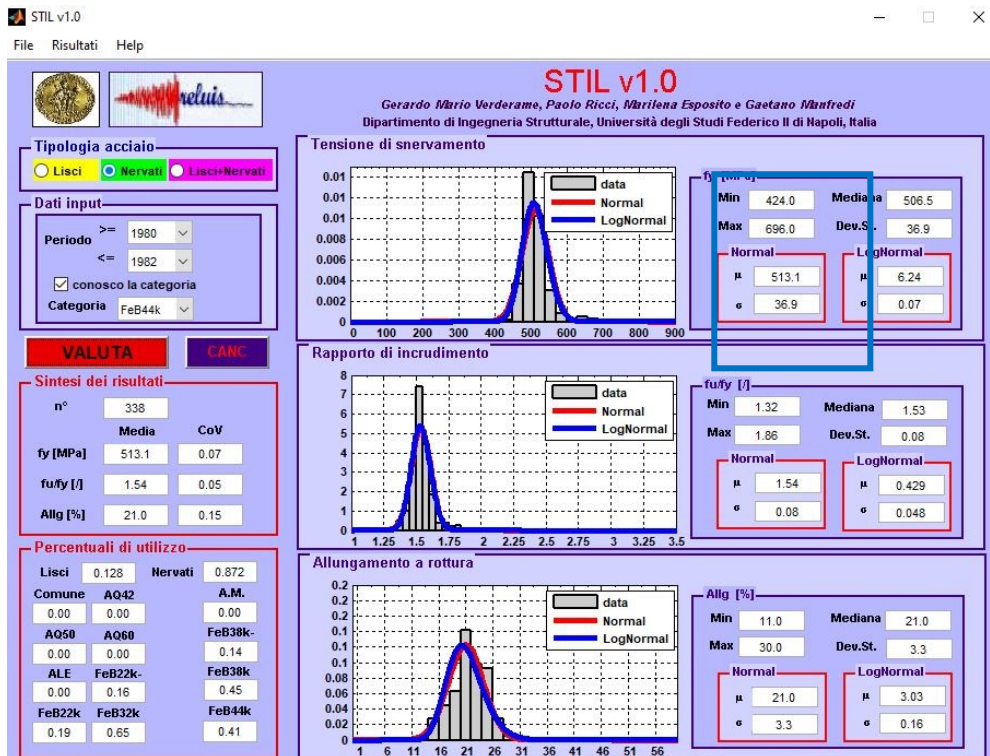 STIL v1.0
File Risultati Help
reluis
STIL v1.0
Gerardo Mario Verderame, Paolo Ricci, Marilena Esposito e Gaetano Manfredi
Dipartimento di Ingegneria Strutturale, Università degli Studi Federico II di Napoli, Italia
Tipologia acciaio
Lisci Nervati Lisci+Nervati
Dati input
Periodo >= 1980
<= 1982
conosco la categoria
Categoria FeB44k
VALUTA CANC
Sintesi dei risultati
n° 338
Media CoV
fy [MPa] 513.1 0.07
fu/fy [/] 1.54 0.05
Allg [%] 21.0 0.15
Percentuali di utilizzo
Lisci 0.128 Nervati 0.872
Comune AQ42 A.M.
0.00 0.00 0.00
AQ50 AQ60 FeB38k-
0.00 0.00 0.14
ALE FeB22k- FeB38k
0.00 0.16 0.45
FeB22k FeB32k FeB44k
0.19 0.65 0.41
Tensione di snervamento
0.01
0.01
0.01
0.008
0.006
0.004
0.002
0
0 100 200 300 400 500 600 700 800 900
data
Normal
LogNormal
fy [MPa]
Min 424.0 Mediana 506.5
Max 696.0 Dev.St. 36.9
Normal LogNormal
μ 513.1 μ 6.24
σ 36.9 σ 0.07
Rapporto di incrudimento
8
7
6
5
4
3
2
1
0
1 1.25 1.5 1.75 2 2.25 2.5 2.75 3 3.25 3.5
data
Normal
LogNormal
fu/fy [/]
Min 1.32 Mediana 1.53
Max 1.86 Dev.St. 0.08
Normal LogNormal
μ 1.54 μ 0.429
σ 0.08 σ 0.048
Allungamento a rottura
0.2
0.2
0.2
0.1
0.1
0.1
0.08
0.06
0.04
0.02
1 6 11 16 21 26 31 36 41 46 51 56
data
Normal
LogNormal
Allg [%]
Min 11.0 Mediana 21.0
Max 30.0 Dev.St. 3.3
Normal LogNormal
μ 21.0 μ 3.03
σ 3.3 σ 0.16